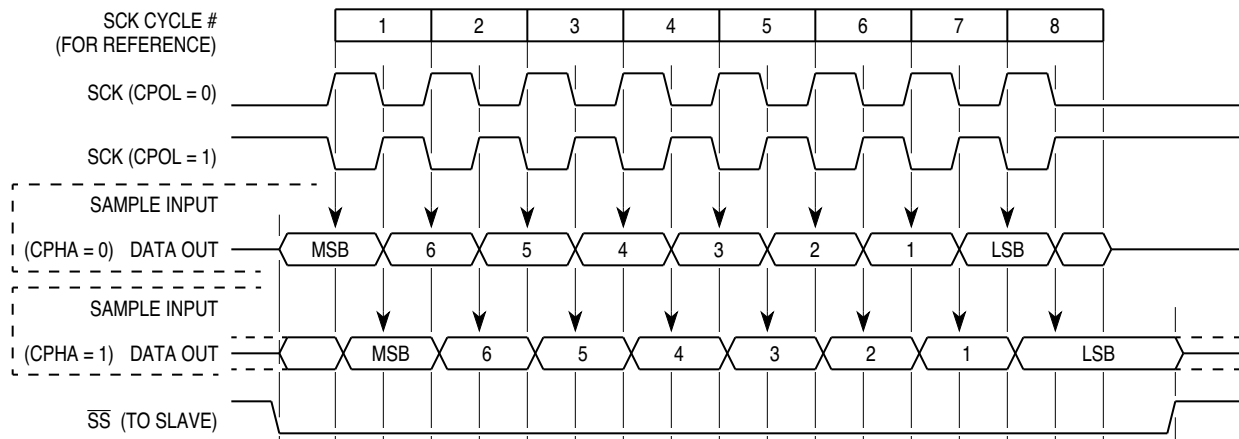 SCK CYCLE #
(FOR REFERENCE)
1 2 3 4 5 6 7 8
SCK (CPOL = 0)
SCK (CPOL = 1)
SAMPLE INPUT
(CPHA = 0) DATA OUT MSB 6 5 4 3 2 1 LSB
SAMPLE INPUT
(CPHA = 1) DATA OUT MSB 6 5 4 3 2 1 LSB
SS (TO SLAVE)